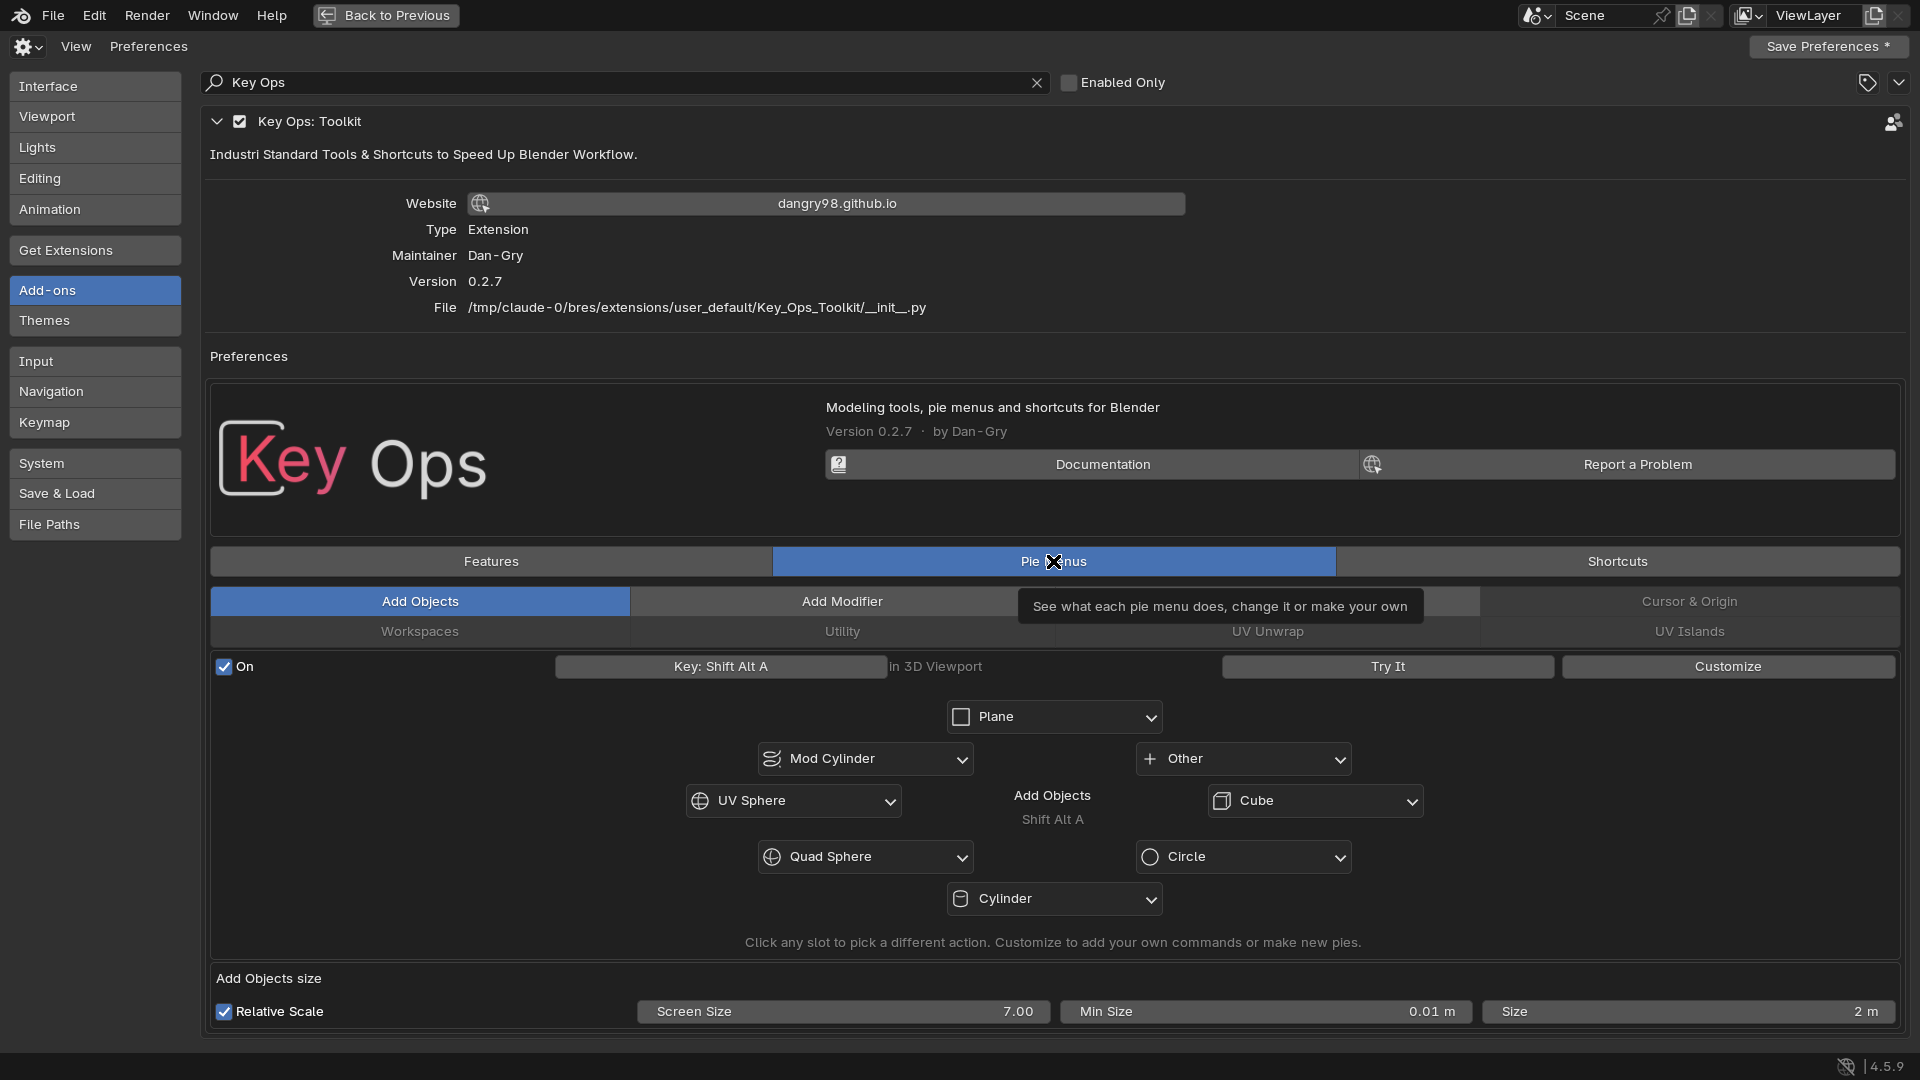 File Edit Render Window Help Back to Previous Scene ViewLayer
View Preferences Save Preferences *
Interface
Viewport
Lights
Editing
Animation
Get Extensions
Add-ons
Themes
Input
Navigation
Keymap
System
Save & Load
File Paths
Key Ops Enabled Only
Key Ops: Toolkit
Industri Standard Tools & Shortcuts to Speed Up Blender Workflow.
Website dangry98.github.io
Type Extension
Maintainer Dan-Gry
Version 0.2.7
File /tmp/claude-0/bres/extensions/user_default/Key_Ops_Toolkit/__init__.py
Preferences
Key Ops
Modeling tools, pie menus and shortcuts for Blender
Version 0.2.7 · by Dan-Gry
Documentation Report a Problem
Features Pie Shortcuts
Add Objects Add Modifier Cursor & Origin
See what each pie menu does, change it or make your own
Workspaces Utility UV Unwrap UV Islands
On Key: Shift Alt A in 3D Viewport Try It Customize
Plane
Mod Cylinder Other
UV Sphere Add Objects Cube
Shift Alt A
Quad Sphere Circle
Cylinder
Click any slot to pick a different action. Customize to add your own commands or make new pies.
Add Objects size
Relative Scale Screen Size 7.00 Min Size 0.01 m Size 2 m
4.5.9